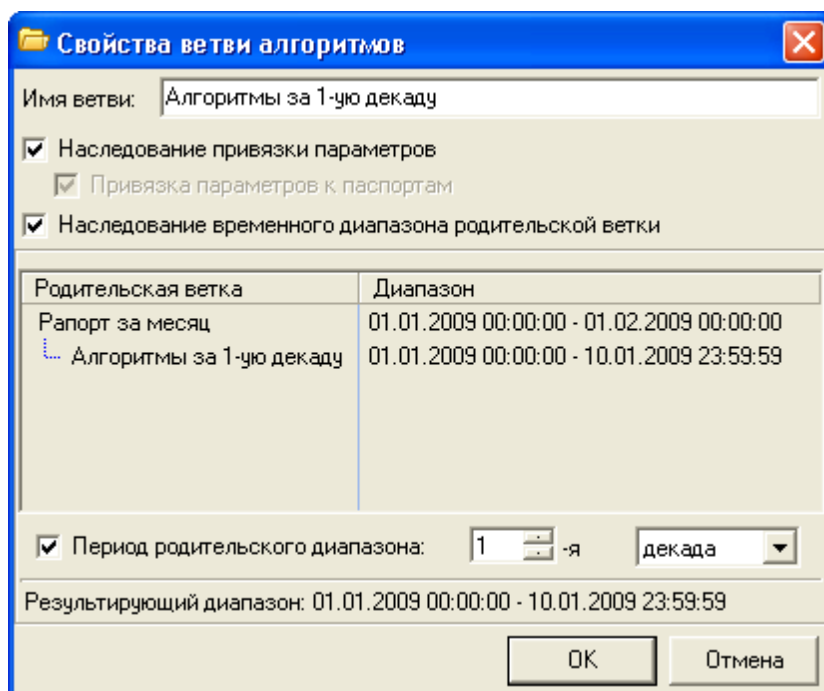 Свойства ветви алгоритмов
Имя ветви: Алгоритмы за 1-ую декаду
Наследование привязки параметров
Привязка параметров к паспортам
Наследование временного диапазона родительской ветки
Родительская ветка Диапазон
Рапорт за месяц 01.01.2009 00:00:00 - 01.02.2009 00:00:00
Алгоритмы за 1-ую декаду 01.01.2009 00:00:00 - 10.01.2009 23:59:59
Период родительского диапазона: 1 -я декада
Результирующий диапазон: 01.01.2009 00:00:00 - 10.01.2009 23:59:59
OK Отмена